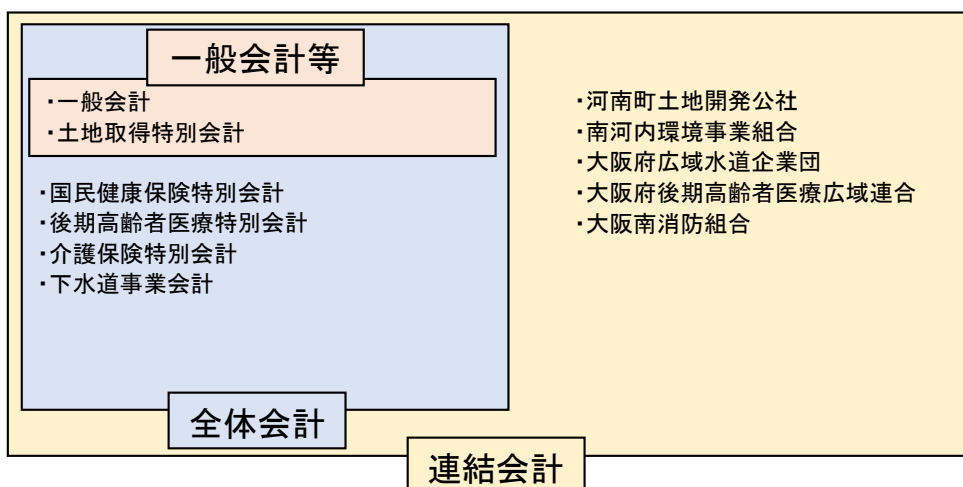 一般会計等
・一般会計
・土地取得特別会計
・国民健康保険特別会計
・後期高齢者医療特別会計
・介護保険特別会計
・下水道事業会計
全体会計
・河南町土地開発公社
・南河内環境事業組合
・大阪府広域水道企業団
・大阪府後期高齢者医療広域連合
・大阪南消防組合
連結会計